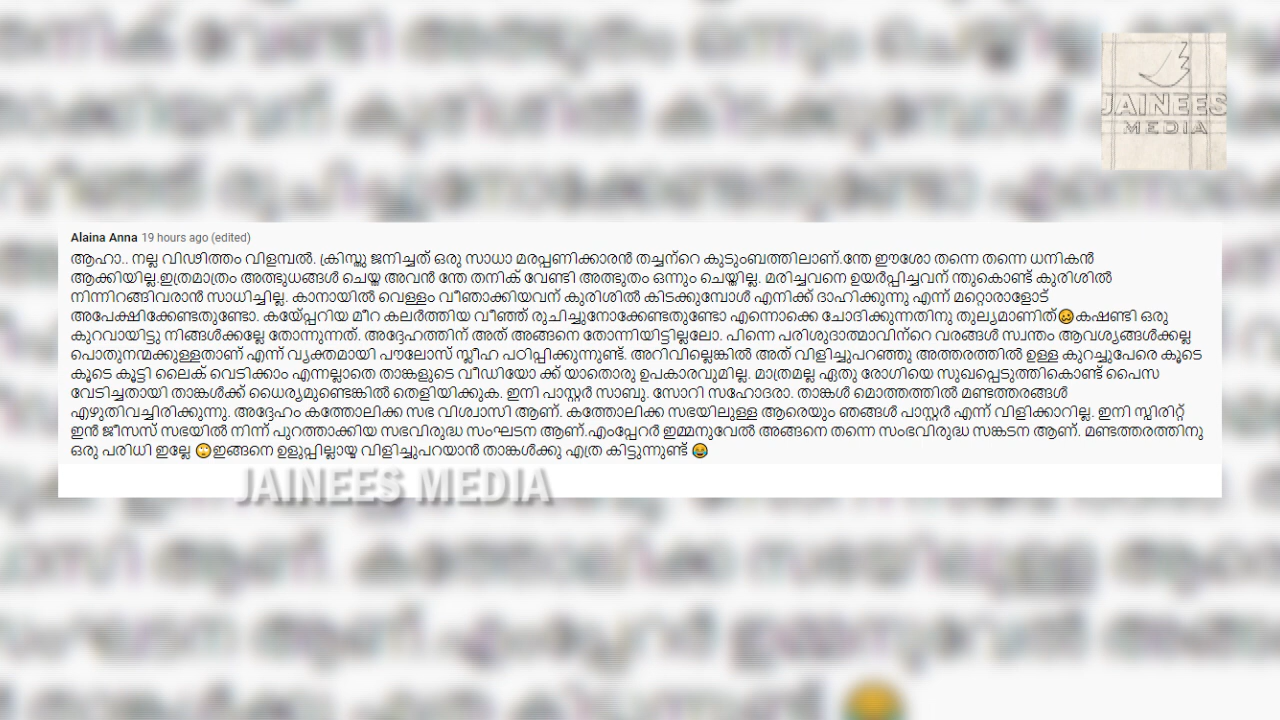 JAINEES
MEDIA
Alaina Anna 19 hours ago (edited)
ആഹാ.. നല്ല വിഢിത്തം വിളമ്പൽ. ക്രിസ്തു ജനിച്ചത് ഒരു സാധാ മരപ്പണിക്കാരൻ തച്ചന്റെ കുടുംബത്തിലാണ്.ന്തേ ഈശോ തന്നെ തന്നെ ധനികൻ
ആക്കിയില്ല.ഇത്രമാത്രം അത്ഭുധങ്ങൾ ചെയ്ത അവൻ ന്തേ തനിക് വേണ്ടി അത്ഭുതം ഒന്നും ചെയ്തില്ല. മരിച്ചവനെ ഉയർപ്പിച്ചവന് ന്തുകൊണ്ട് കുരിശിൽ
നിന്നിറങ്ങിവരാൻ സാധിച്ചില്ല. കാനായിൽ വെള്ളം വീഞാക്കിയവന് കുരിശിൽ കിടക്കുമ്പോൾ എനിക്ക് ദാഹിക്കുന്നു എന്ന് മറ്റൊരാളോട്
അപേക്ഷിക്കേണ്ടതുണ്ടോ. കയ്പ്പേറിയ മീറ കലർത്തിയ വീഞ്ഞ് രുചിച്ചുനോക്കേണ്ടതുണ്ടോ എന്നൊക്കെ ചോദിക്കുന്നതിനു തുല്യമാണിത്😖കഷണ്ടി ഒരു
കുറവായിട്ടു നിങ്ങൾക്കല്ലേ തോന്നുന്നത്. അദ്ദേഹത്തിന് അത് അങ്ങനെ തോന്നിയിട്ടില്ലല്ലോ. പിന്നെ പരിശുദാത്മാവിന്റെ വരങ്ങൾ സ്വന്തം ആവശ്യങ്ങൾക്കല്ല
പൊതുനന്മക്കുള്ളതാണ് എന്ന് വ്യക്തമായി പൗലോസ് സ്ലീഹ പഠിപ്പിക്കുന്നുണ്ട്. അറിവില്ലെങ്കിൽ അത് വിളിച്ചുപറഞ്ഞു അത്തരത്തിൽ ഉള്ള കുറച്ചുപേരെ കൂടെ
കൂടെ കൂട്ടി ലൈക് വെടിക്കാം എന്നല്ലാതെ താങ്കളുടെ വീഡിയോ ക്ക് യാതൊരു ഉപകാരവുമില്ല. മാത്രമല്ല ഏതു രോഗിയെ സുഖപ്പെടുത്തികൊണ്ട് പൈസ
വേടിച്ചതായി താങ്കൾക്ക് ധൈര്യമുണ്ടെങ്കിൽ തെളിയിക്കുക. ഇനി പാസ്റ്റർ സാബു. സോറി സഹോദരാ. താങ്കൾ മൊത്തത്തിൽ മണ്ടത്തരങ്ങൾ
എഴുതിവച്ചിരിക്കുന്നു. അദ്ദേഹം കത്തോലിക്ക സഭ വിശ്വാസി ആണ്. കത്തോലിക്ക സഭയിലുള്ള ആരെയും ഞങ്ങൾ പാസ്റ്റർ എന്ന് വിളിക്കാറില്ല. ഇനി സ്പിരിറ്റ്
ഇൻ ജീസസ് സഭയിൽ നിന്ന് പുറത്താക്കിയ സഭവിരുദ്ധ സംഘടന ആണ്.എംപ്പേറർ ഇമ്മനുവേൽ അങ്ങനെ തന്നെ സംഭവിരുദ്ധ സങ്കടന ആണ്. മണ്ടത്തരത്തിനു
ഒരു പരിധി ഇല്ലേ 🙄ഇങ്ങനെ ഉളുപ്പില്ലായ്മ വിളിച്ചുപറയാൻ താങ്കൾക്കു എത്ര കിട്ടുന്നുണ്ട് 😂
JAINEES MEDIA